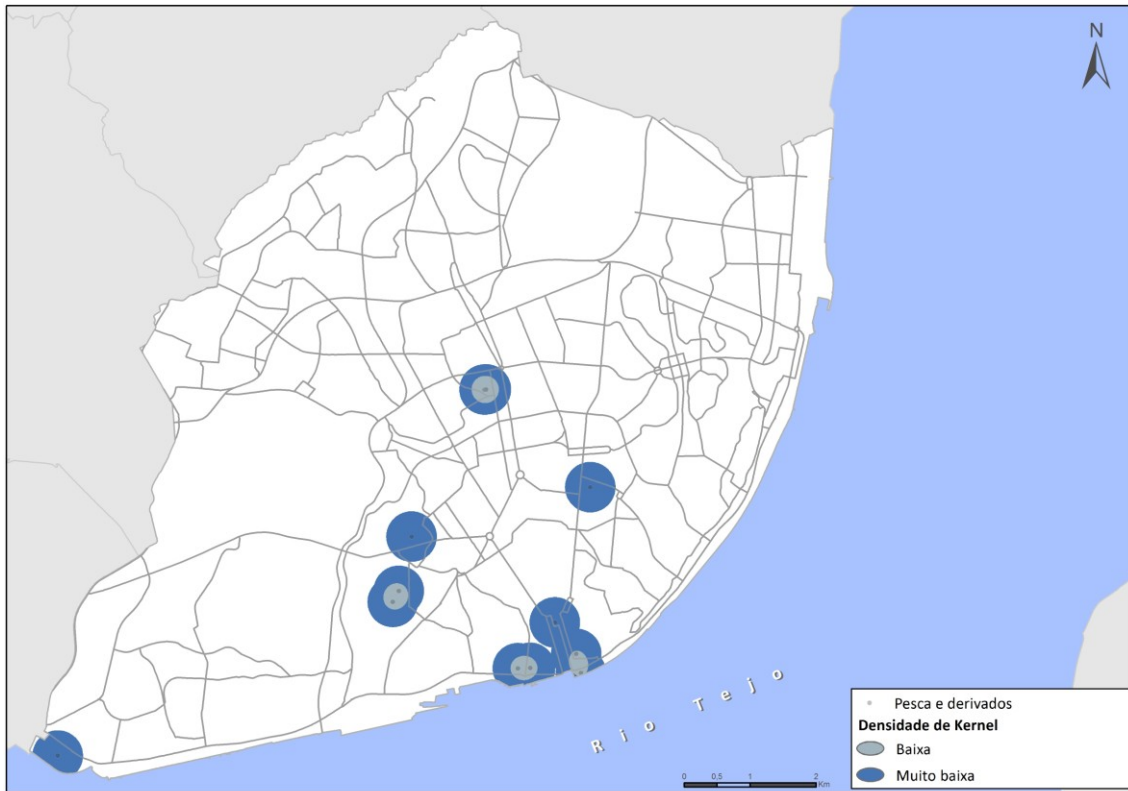 N
Rio Tejo
Pesca e derivados
Densidade de Kernel
Baixa
Muito baixa
0 0,5 1 2
Km